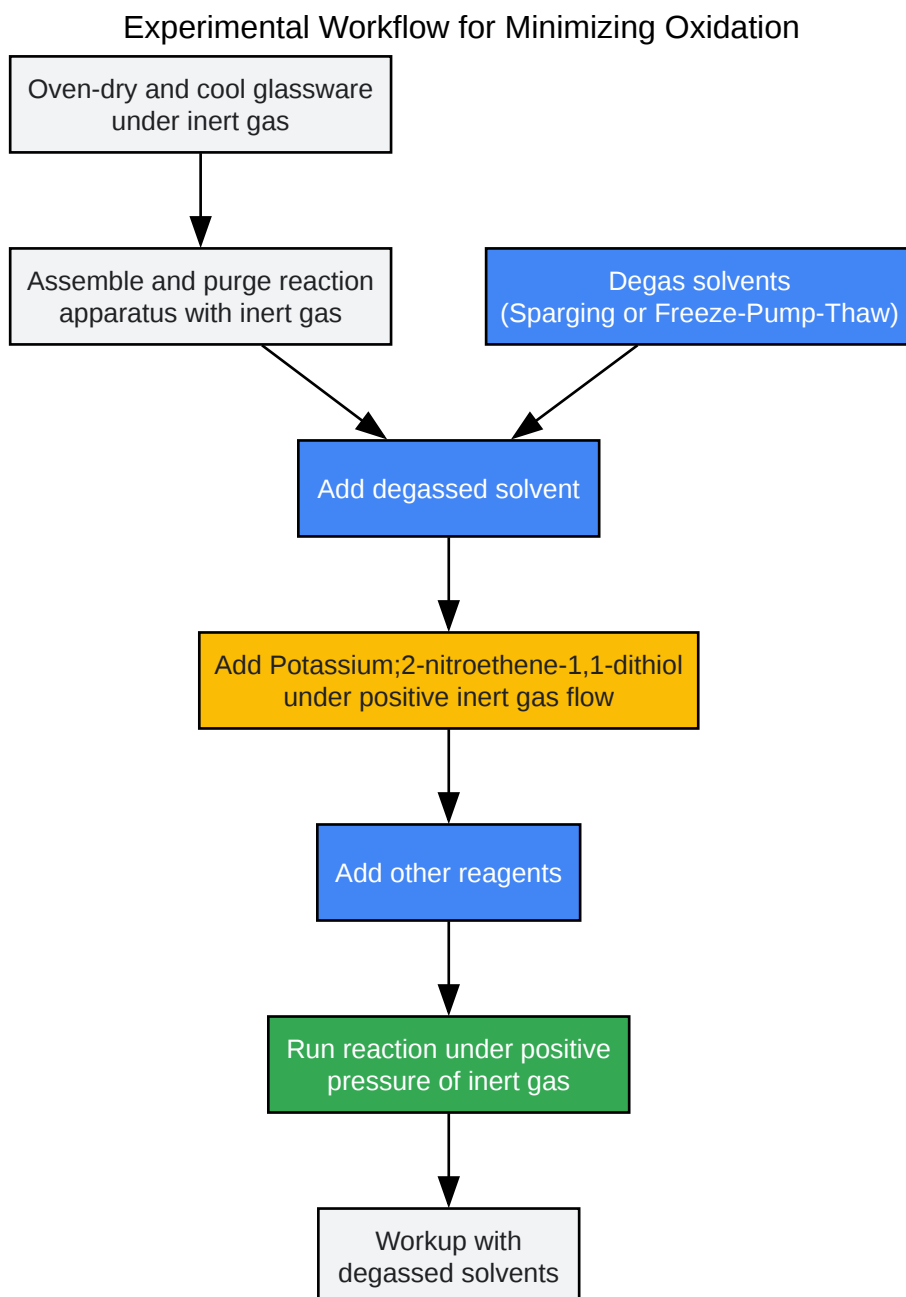 Experimental Workflow for Minimizing Oxidation
Oven-dry and cool glassware
under inert gas
Assemble and purge reaction
apparatus with inert gas
Degas solvents
(Sparging or Freeze-Pump-Thaw)
Add degassed solvent
Add Potassium;2-nitroethene-1,1-dithiol
under positive inert gas flow
Add other reagents
Run reaction under positive
pressure of inert gas
Workup with
degassed solvents